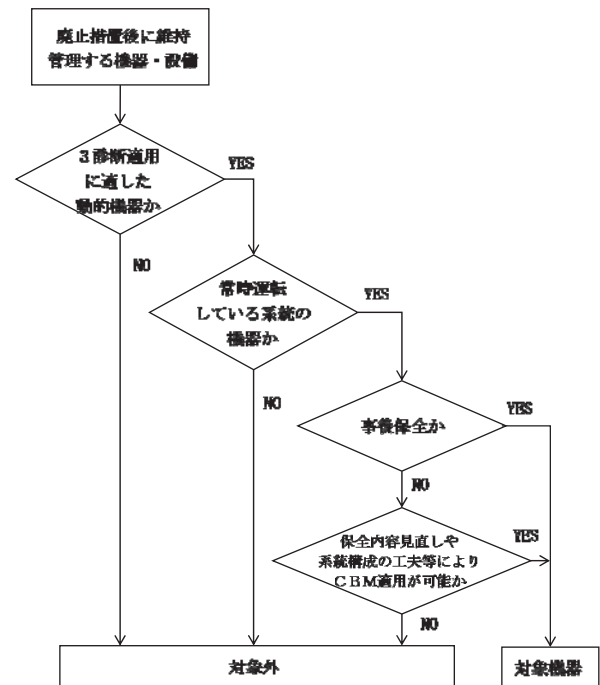 廃止措置後に維持
管理する機器・設備
3診断適用
に適した
動的機器か
YES
NO
常時運転
している系統の
機器か
YES
NO
事後保全か
YES
NO
保全内容見直しや
系統構成の工夫等により
CBM適用が可能か
YES
NO
対象外
対象機器